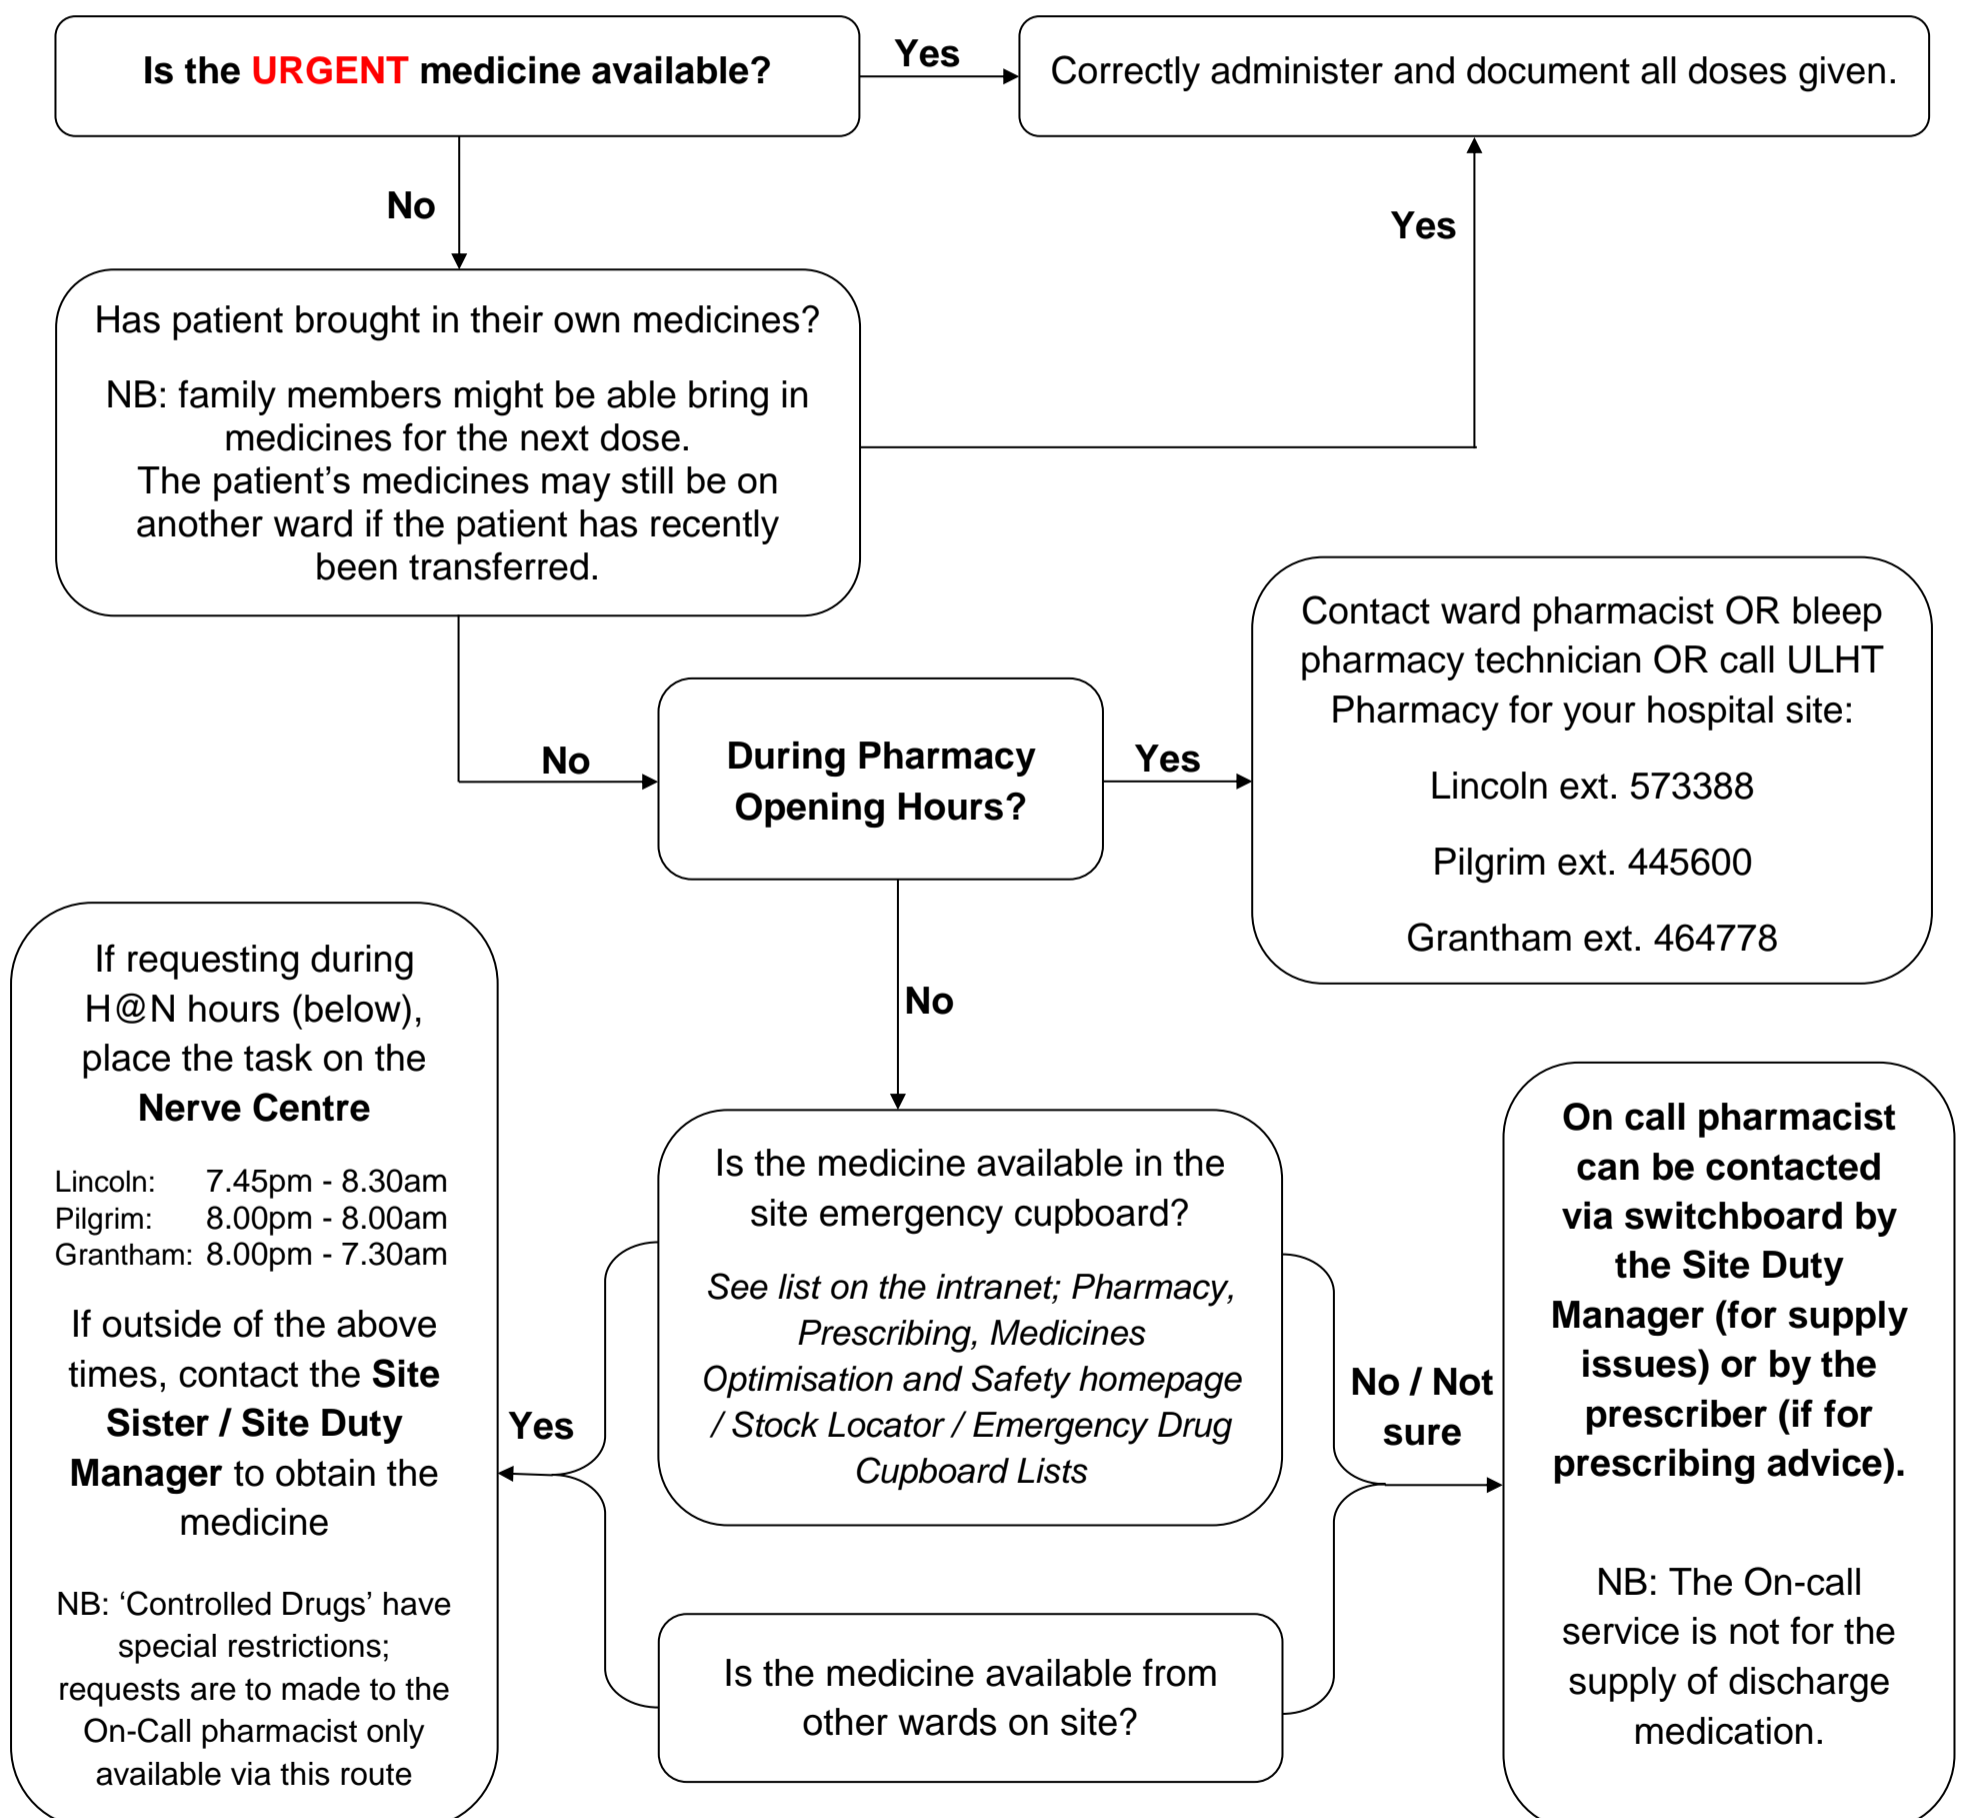 Is the URGENT medicine available?
Yes
Correctly administer and document all doses given.
No
Yes
Has patient brought in their own medicines?
NB: family members might be able bring in
medicines for the next dose.
The patient’s medicines may still be on
another ward if the patient has recently
been transferred.
No
During Pharmacy
Opening Hours?
Yes
Contact ward pharmacist OR bleep
pharmacy technician OR call ULHT
Pharmacy for your hospital site:
Lincoln ext. 573388
Pilgrim ext. 445600
Grantham ext. 464778
No
If requesting during
H@N hours (below),
place the task on the
Nerve Centre
Lincoln: 7.45pm - 8.30am
Pilgrim: 8.00pm - 8.00am
Grantham: 8.00pm - 7.30am
If outside of the above
times, contact the Site
Sister / Site Duty
Manager to obtain the
medicine
NB: ‘Controlled Drugs’ have
special restrictions;
requests are to made to the
On-Call pharmacist only
available via this route
Yes
Is the medicine available in the
site emergency cupboard?
See list on the intranet; Pharmacy,
Prescribing, Medicines
Optimisation and Safety homepage
/ Stock Locator / Emergency Drug
Cupboard Lists
Is the medicine available from
other wards on site?
No / Not
sure
On call pharmacist
can be contacted
via switchboard by
the Site Duty
Manager (for supply
issues) or by the
prescriber (if for
prescribing advice).
NB: The On-call
service is not for the
supply of discharge
medication.